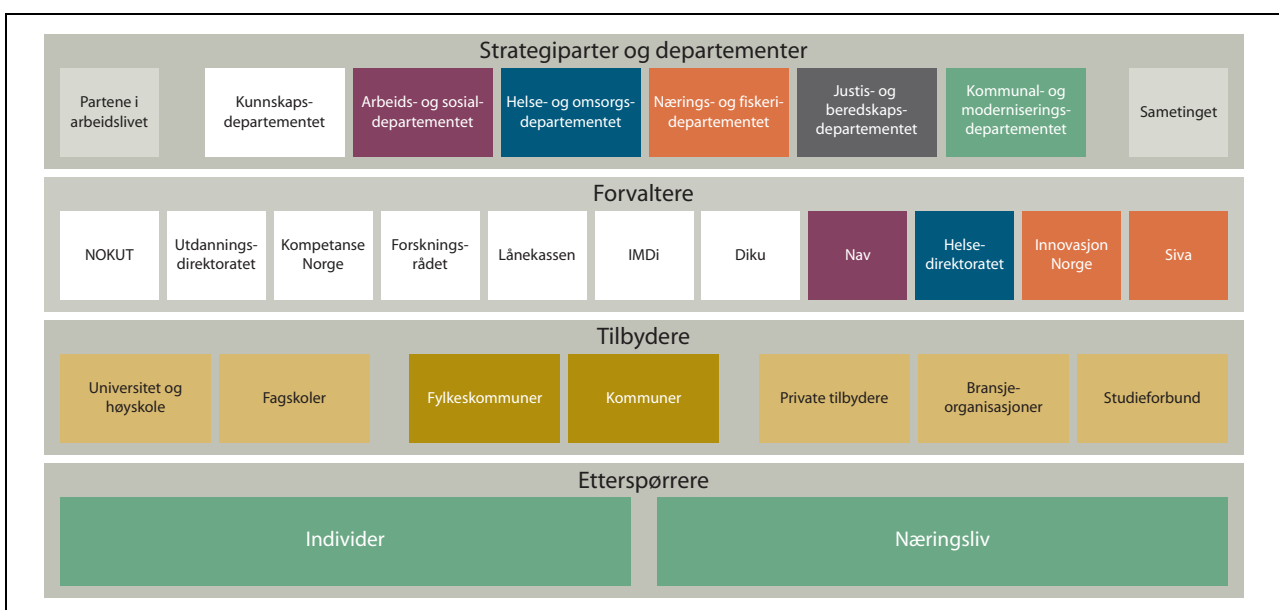 Strategiparter og departementer
Partene i
arbeidslivet
Kunnskaps-
departementet
Arbeids- og sosial-
departementet
Helse- og omsorgs-
departementet
Nærings- og fiskeri-
departementet
Justis- og
beredskaps-
departementet
Kommunal- og
moderniserings-
departementet
Sametinget
Forvaltere
NOKUT
Utdannings-
direktoratet
Kompetanse
Norge
Forsknings-
rådet
Lånekassen
IMDi
Diku
Nav
Helse-
direktoratet
Innovasjon
Norge
Siva
Tilbydere
Universitet og
høyskole
Fagskoler
Fylkeskommuner
Kommuner
Private tilbydere
Bransje-
organisasjoner
Studieforbund
Etterspørrere
Individer
Næringsliv